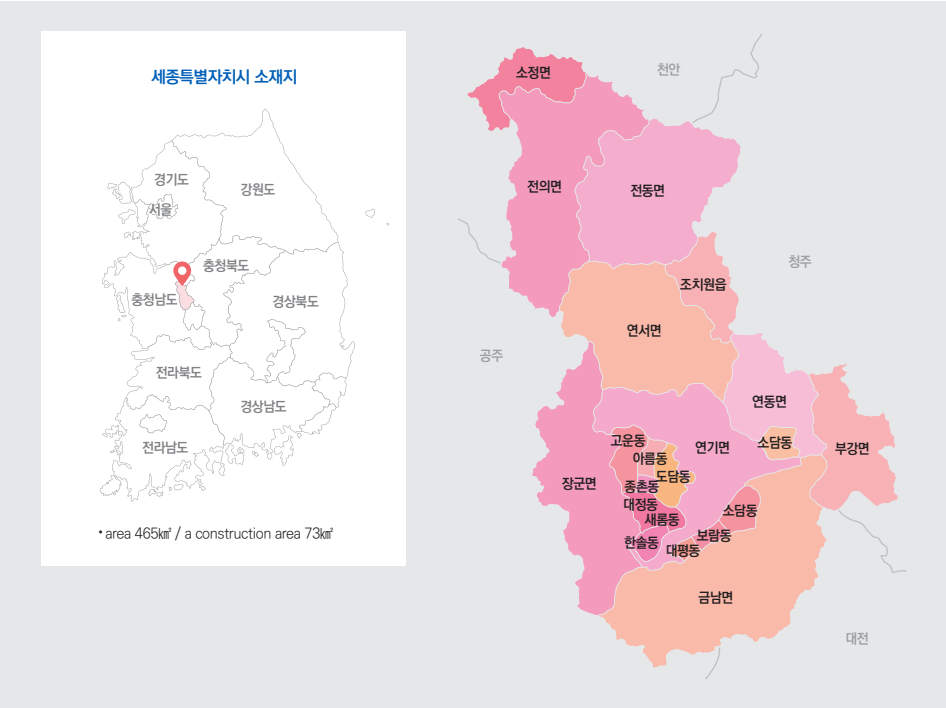 세종특별자치시 소재지
경기도
강원도
서울
충청북도
충청남도
경상북도
전라북도
경상남도
전라남도
• area 465㎢ / a construction area 73㎢
천안
소정면
전의면
전동면
청주
조치원읍
연서면
공주
연동면
고운동
소담동
연기면
부강면
아름동
도담동
장군면
종촌동
대정동
소담동
새롬동
보람동
한솔동
대평동
금남면
대전